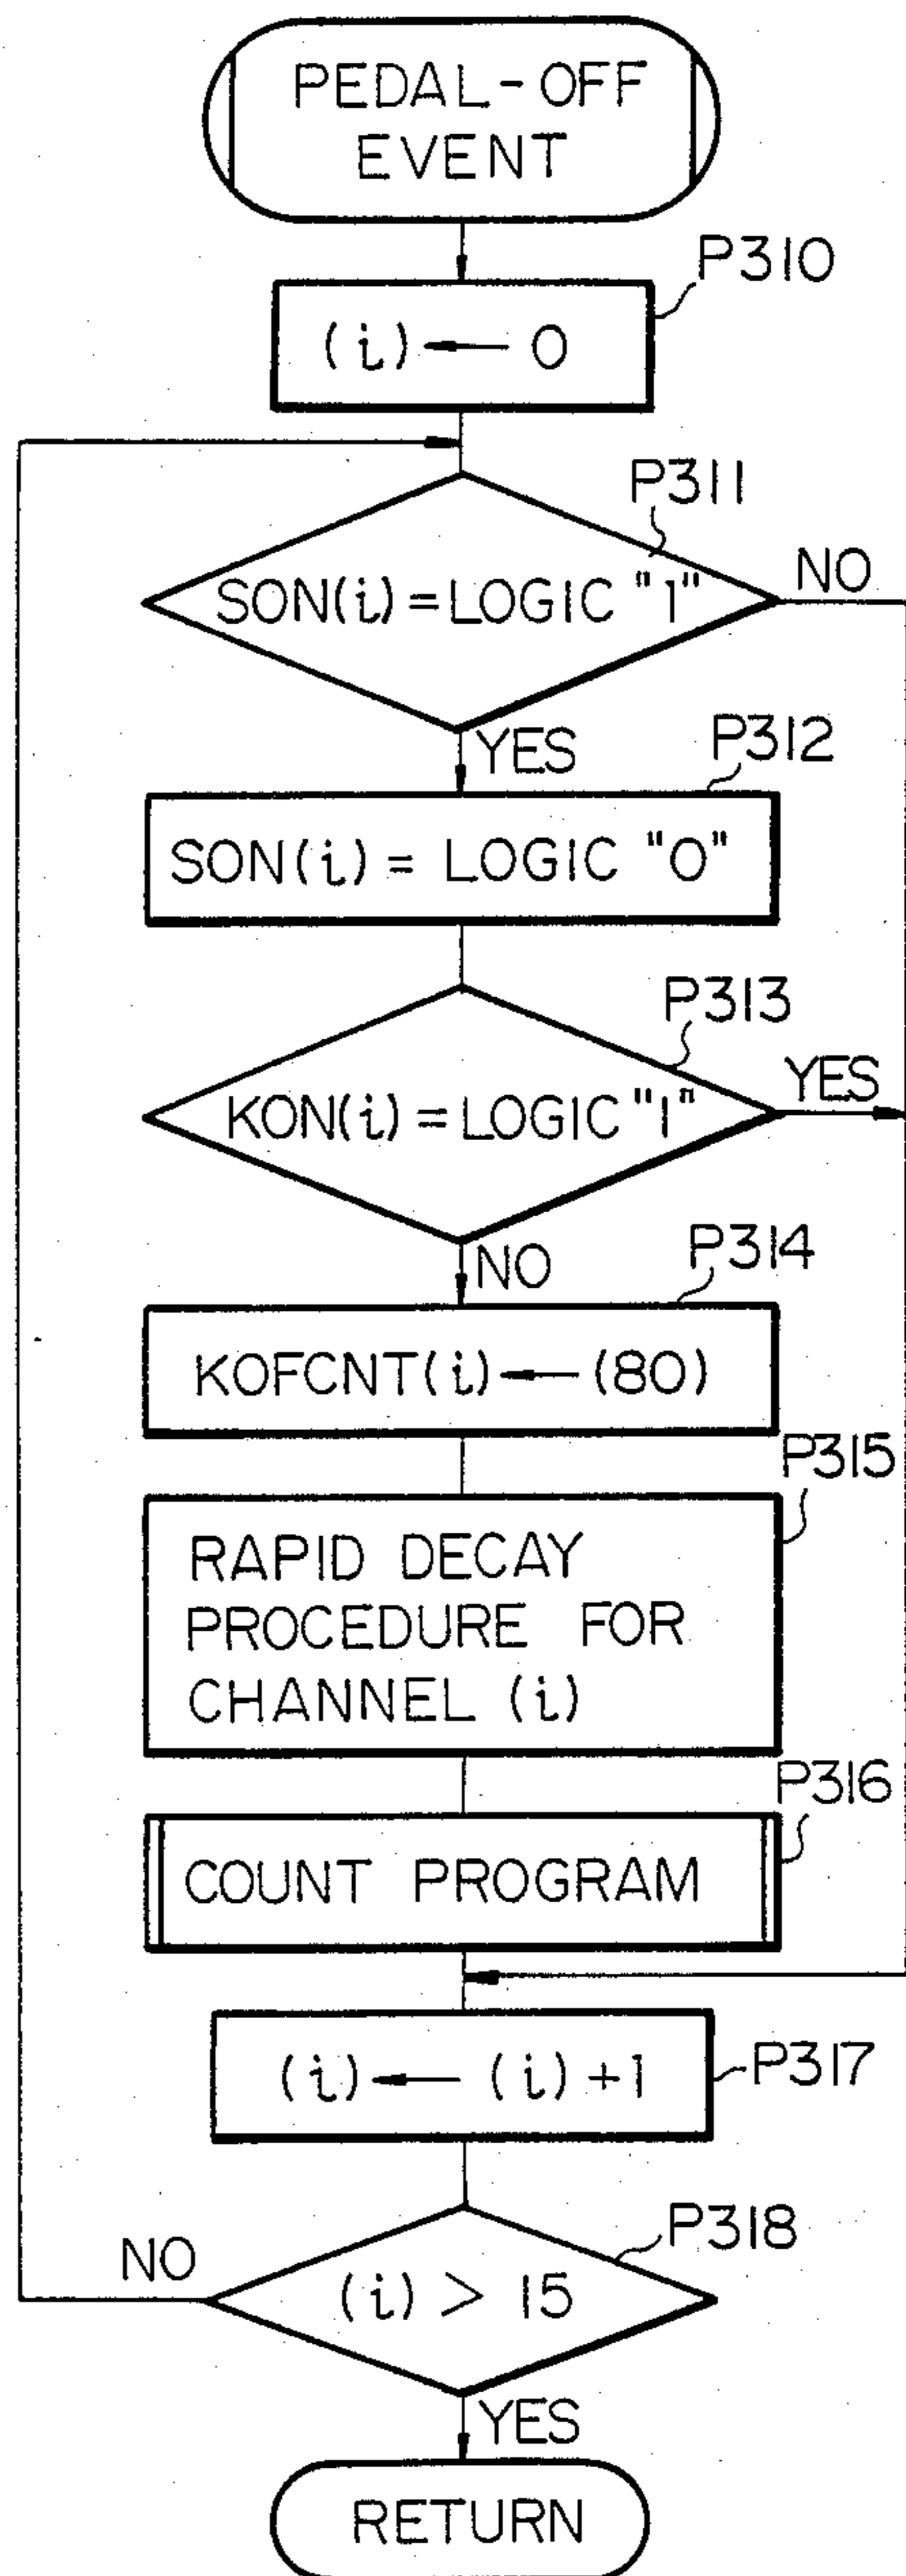 PEDAL-OFF
EVENT
P310
(i) ← 0
P311
SON(i) = LOGIC "1"
NO
YES
P312
SON(i) = LOGIC "0"
P313
KON(i) = LOGIC "1"
YES
NO
P314
KOFCNT(i) ← (80)
P315
RAPID DECAY
PROCEDURE FOR
CHANNEL (i)
P316
COUNT PROGRAM
(i) ← (i) +1
P317
P318
NO
(i) > 15
YES
RETURN